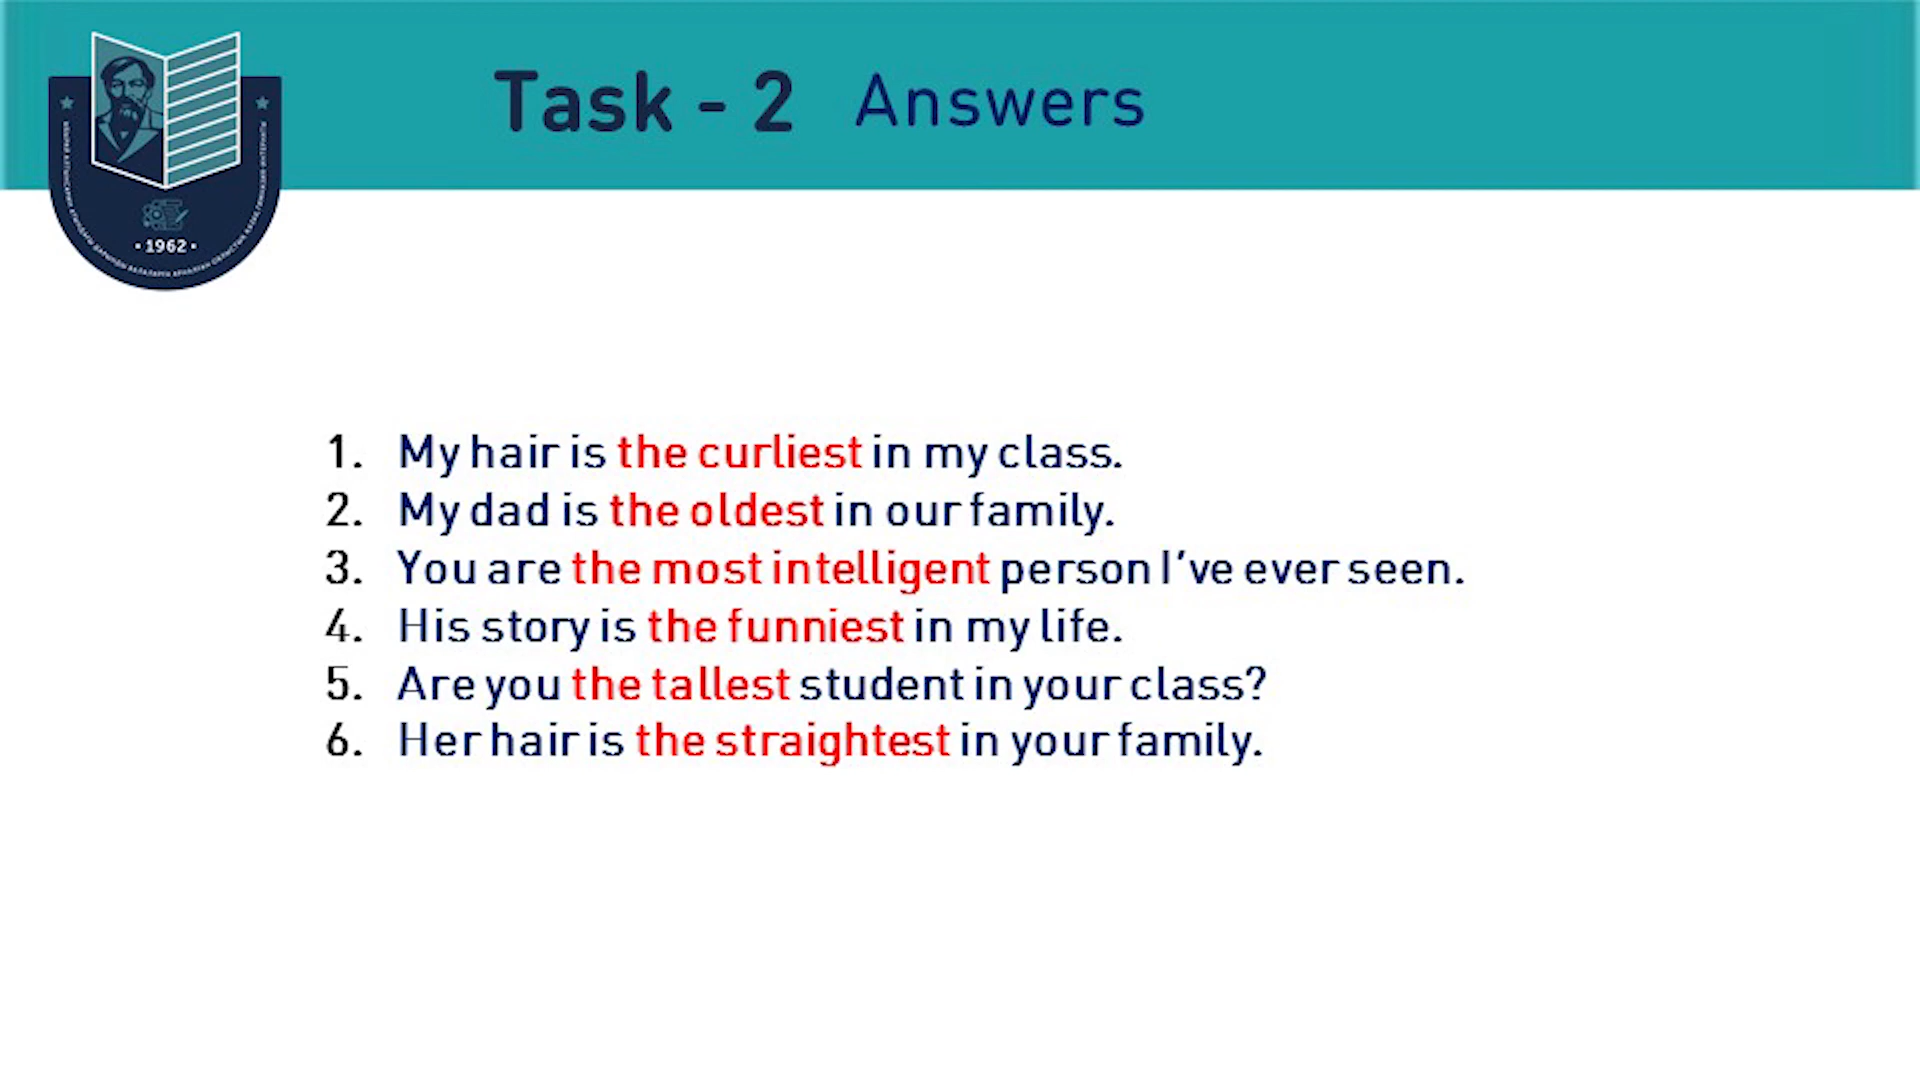 Task - 2 Answers
• 1962 •
1. My hair is the curliest in my class.
2. My dad is the oldest in our family.
3. You are the most intelligent person I’ve ever seen.
4. His story is the funniest in my life.
5. Are you the tallest student in your class?
6. Her hair is the straightest in your family.